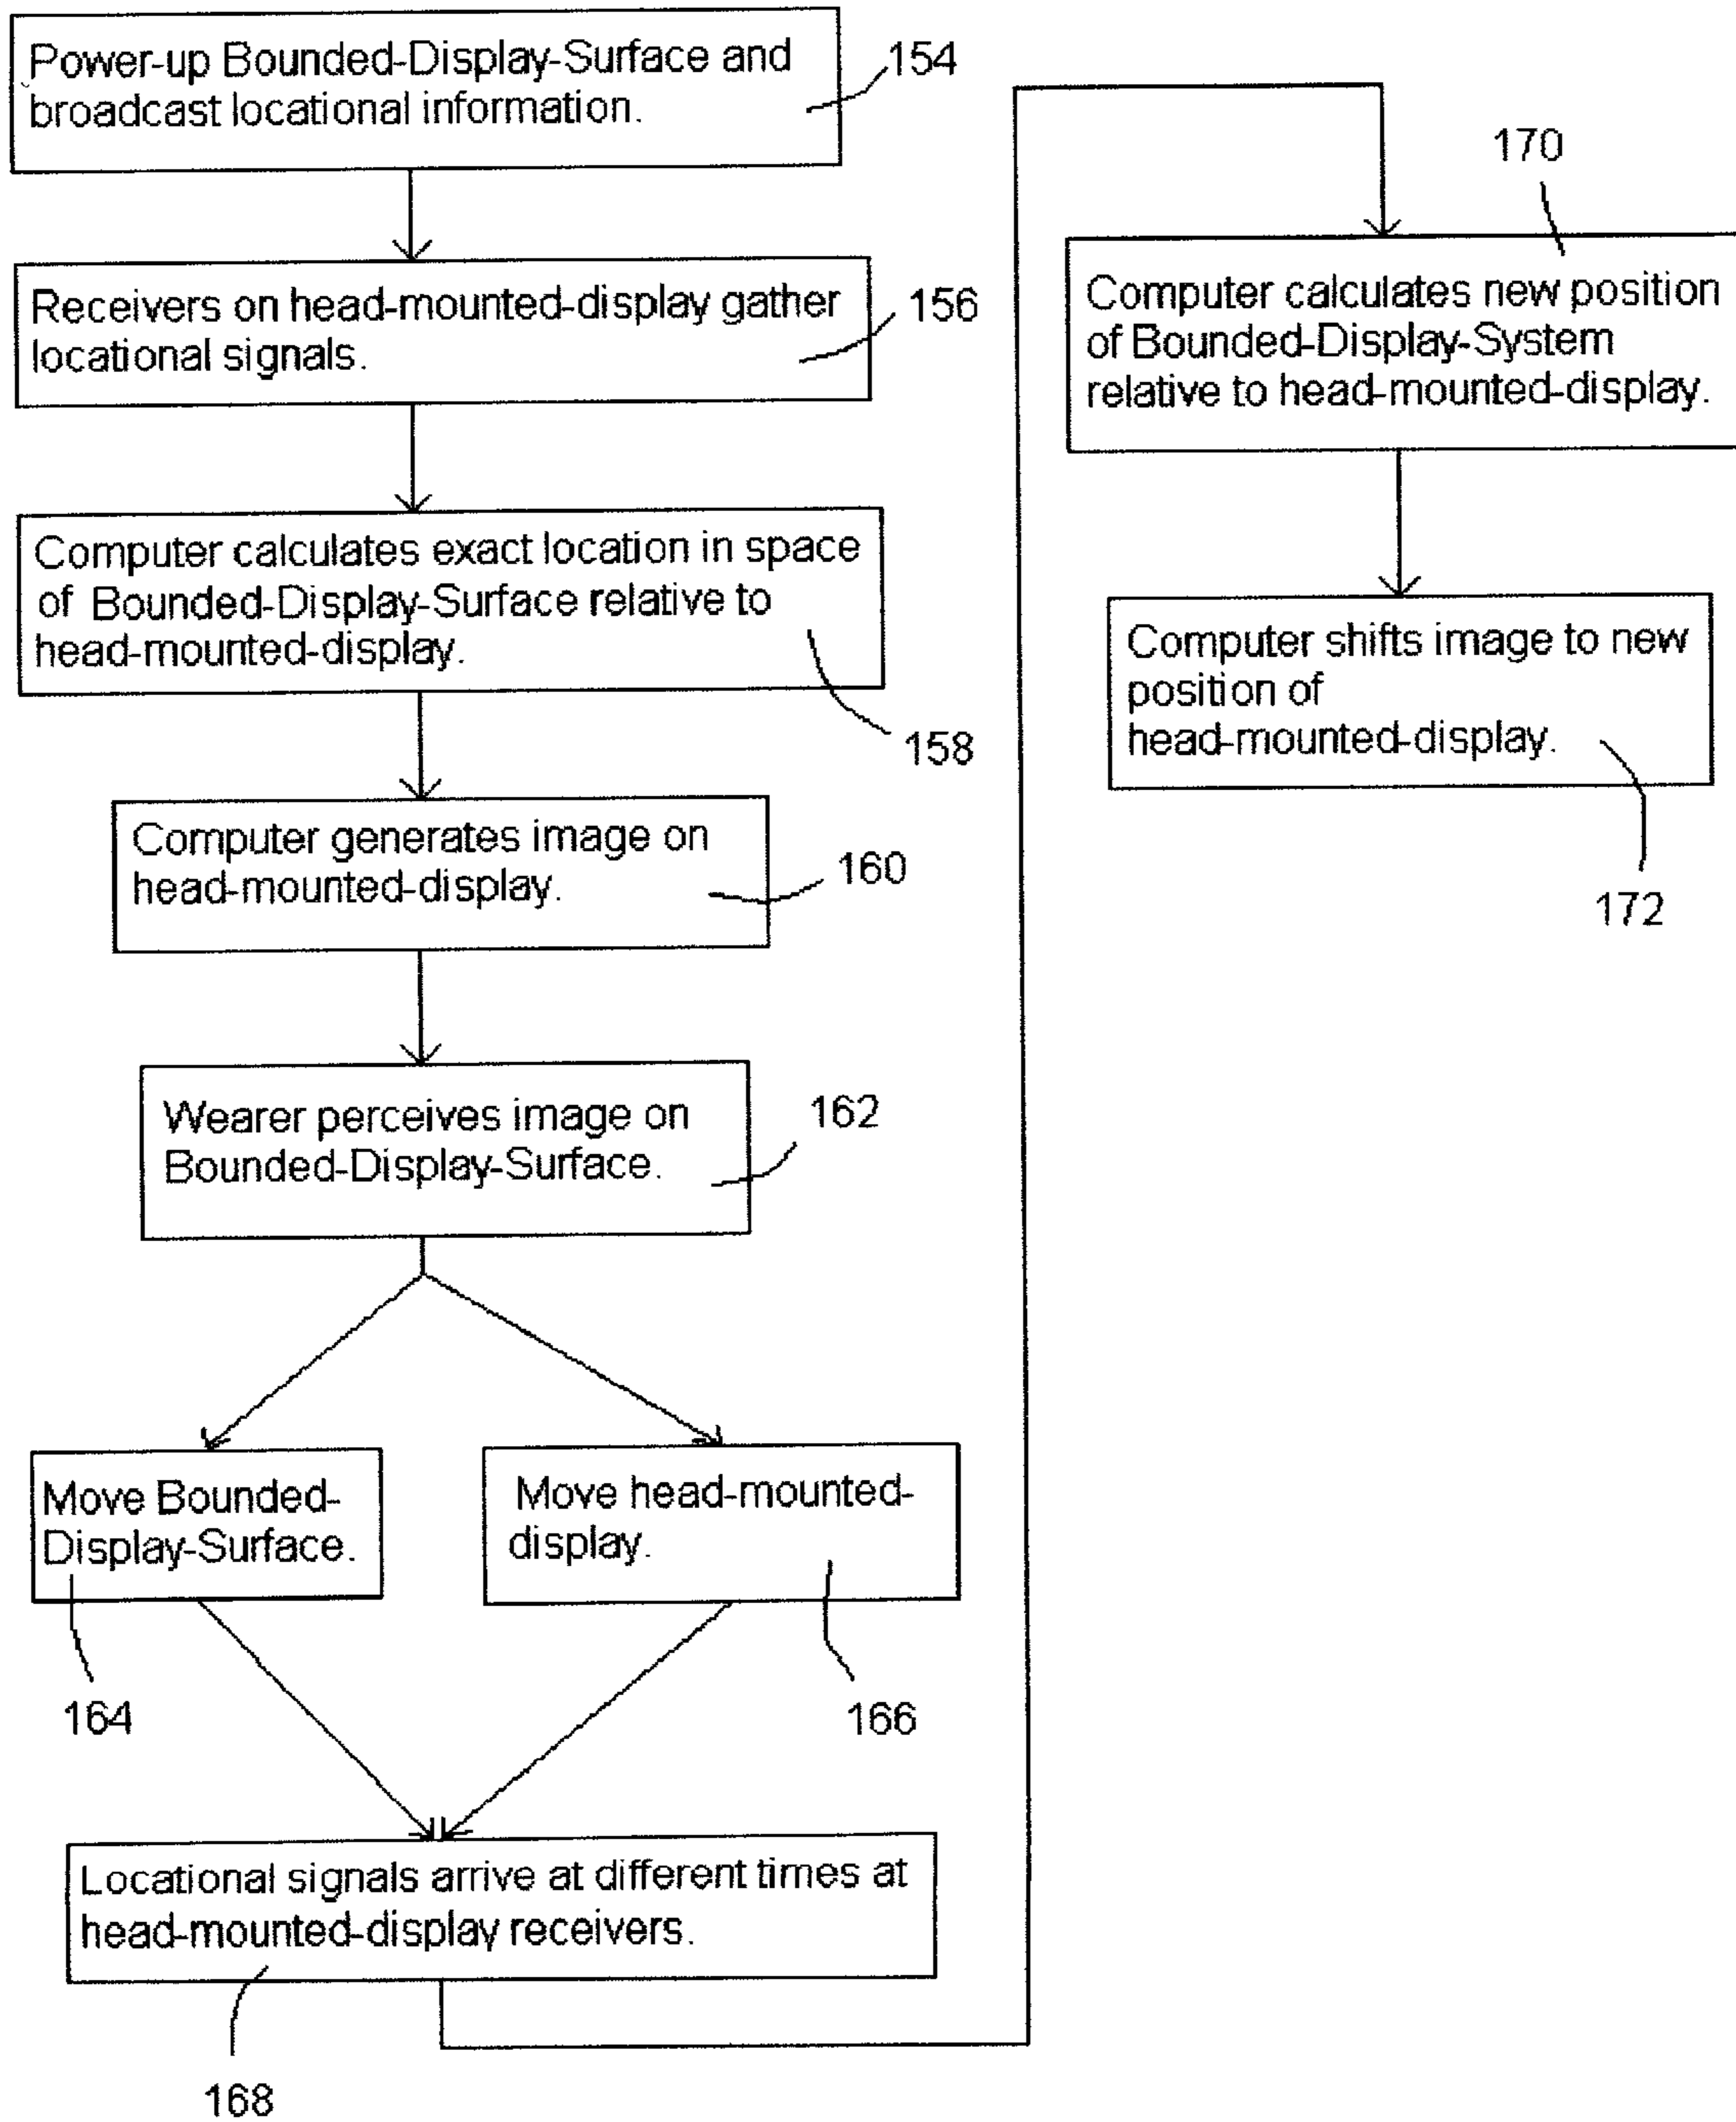 Power-up Bounded-Display-Surface and
broadcast locational information.
154
Receivers on head-mounted-display gather
locational signals.
156
Computer calculates exact location in space
of Bounded-Display-Surface relative to
head-mounted-display.
158
Computer generates image on
head-mounted-display.
160
Wearer perceives image on
Bounded-Display-Surface.
162
Move Bounded-
Display-Surface.
164
Move head-mounted-
display.
166
Locational signals arrive at different times at
head-mounted-display receivers.
168
170
Computer calculates new position
of Bounded-Display-System
relative to head-mounted-display.
Computer shifts image to new
position of
head-mounted-display.
172